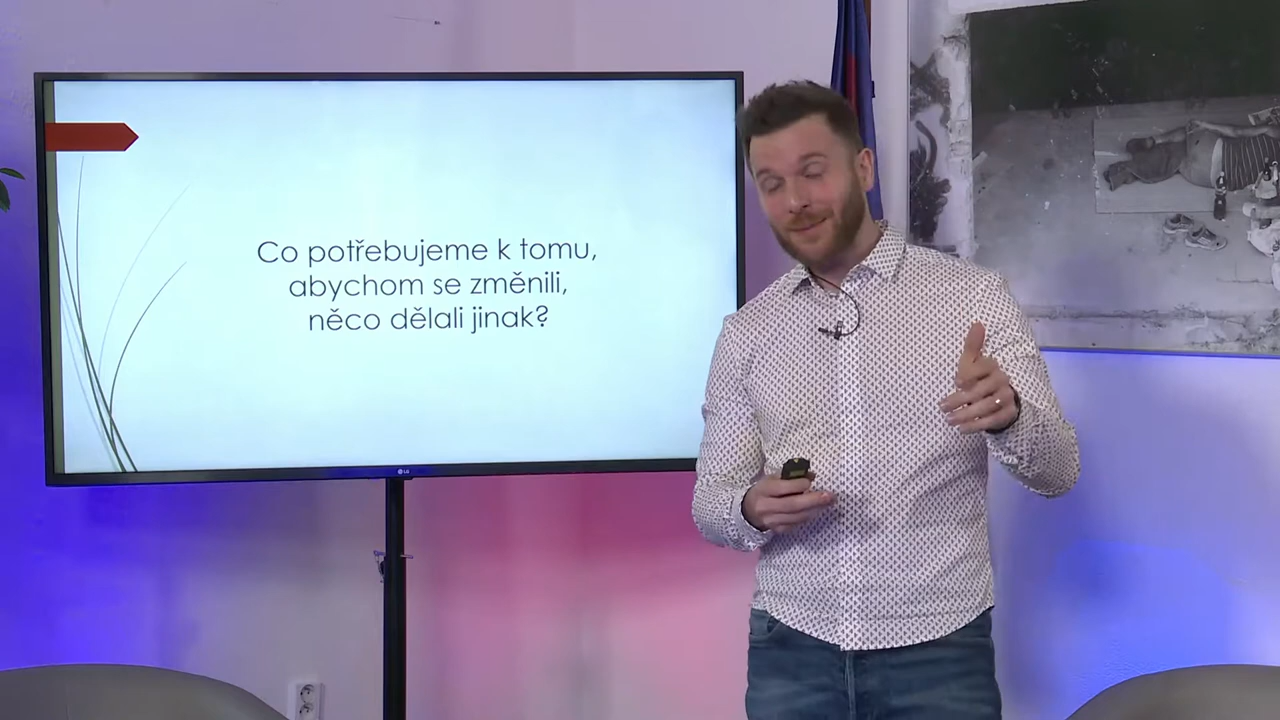 Co potřebujeme k tomu,
abychom se změnili,
něco dělali jinak?
LG